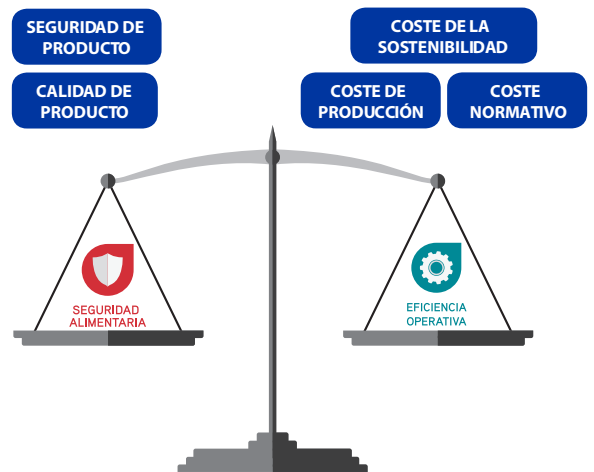 SEGURIDAD DE
PRODUCTO
CALIDAD DE
PRODUCTO
COSTE DE LA
SOSTENIBILIDAD
COSTE DE
PRODUCCIÓN
COSTE
NORMATIVO
SEGURIDAD
ALIMENTARIA
EFICIENCIA
OPERATIVA